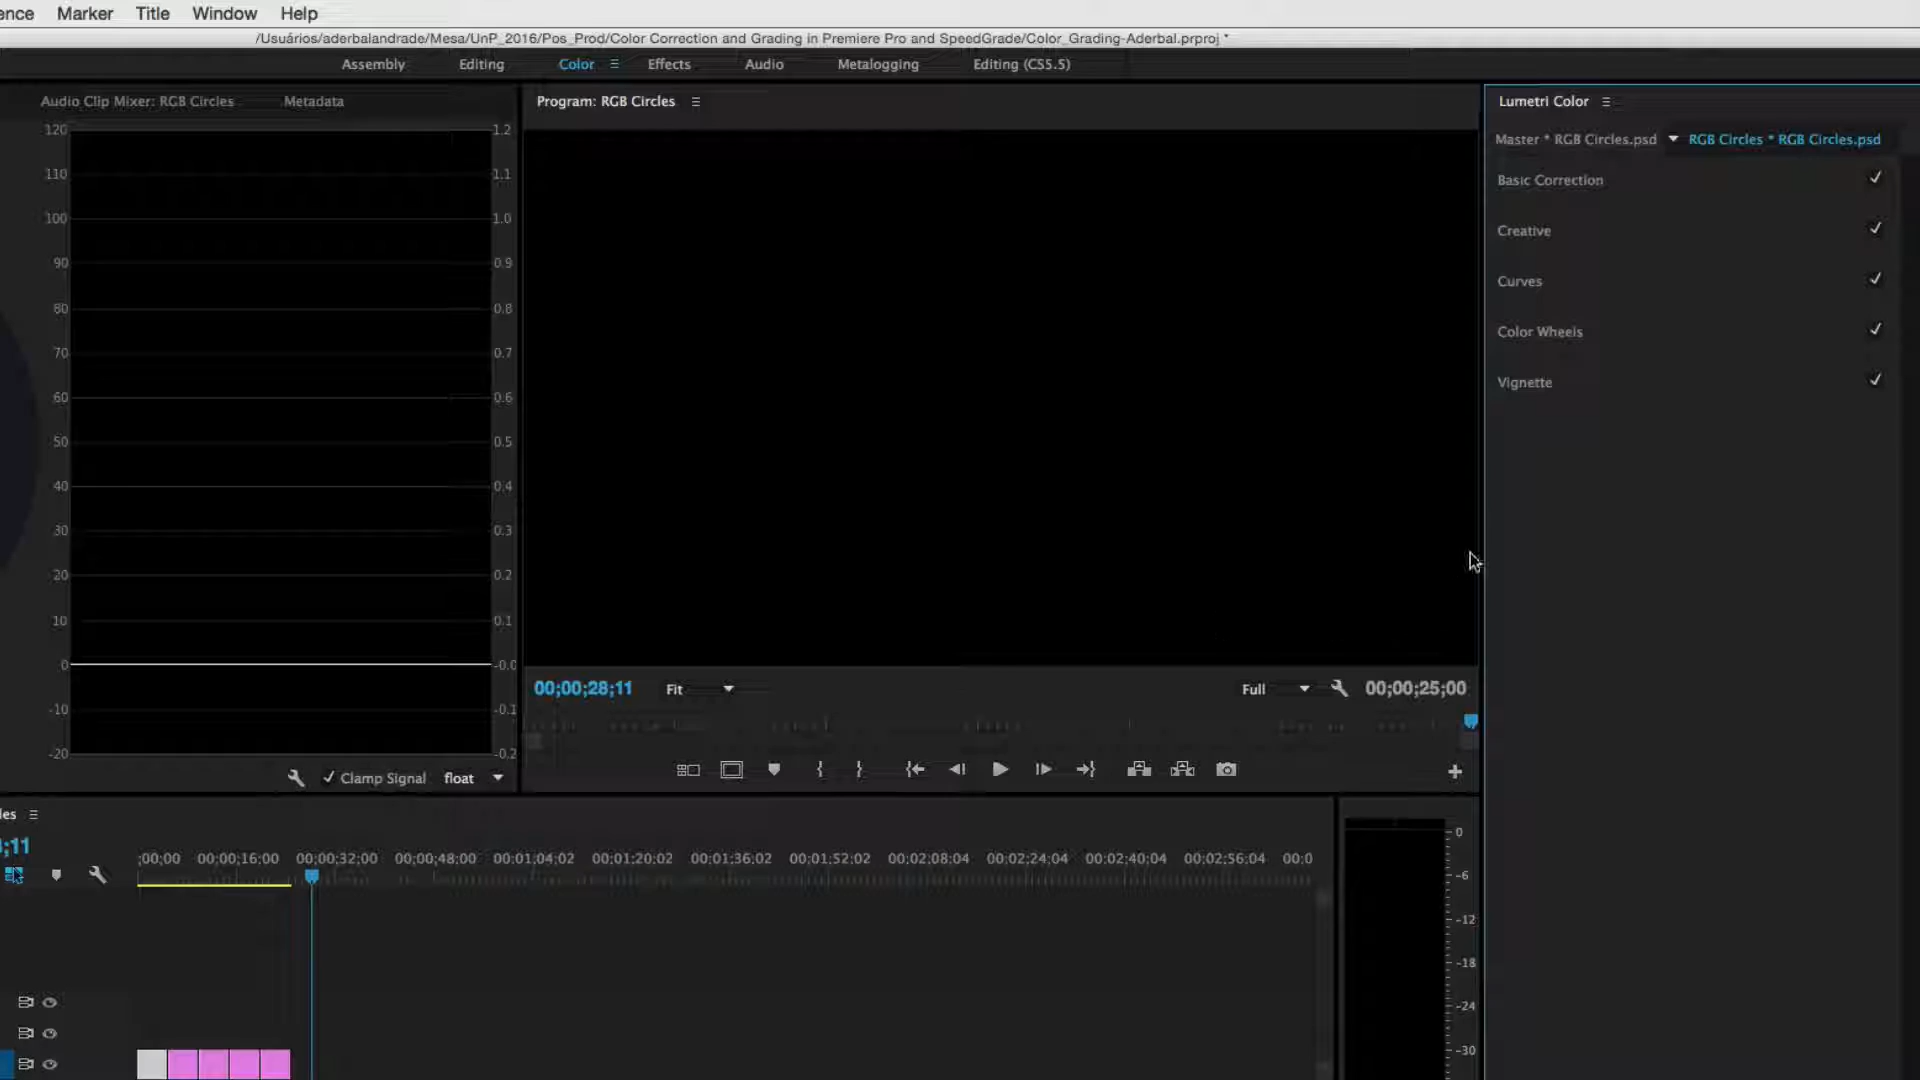 ence Marker Title Window Help
/Usuários/aderbalandrade/Mesa/UnP_2016/Pos_Prod/Color Correction and Grading in Premiere Pro and SpeedGrade/Color_Grading-Aderbal.prproj *
Assembly Editing Color Effects Audio Metalogging Editing (CS5.5)
Audio Clip Mixer: RGB Circles Metadata
Program: RGB Circles
Lumetri Color
Master * RGB Circles.psd RGB Circles * RGB Circles.psd
Basic Correction
Creative
Curves
Color Wheels
Vignette
120 1.2
110 1.1
100 1.0
90 0.9
80 0.8
70 0.7
60 0.6
50 0.5
40 0.4
30 0.3
20 0.2
10 0.1
0 -0.0
-10 -0.1
-20 -0.2
Clamp Signal float
00;00;28;11 Fit Full 00;00;25;00
les
;11
;00;00 00;00;16;00 00;00;32;00 00;00;48;00 00;01;04;02 00;01;20;02 00;01;36;02 00;01;52;02 00;02;08;04 00;02;24;04 00;02;40;04 00;02;56;04 00;0
0
-6
-12
-18
-24
-30